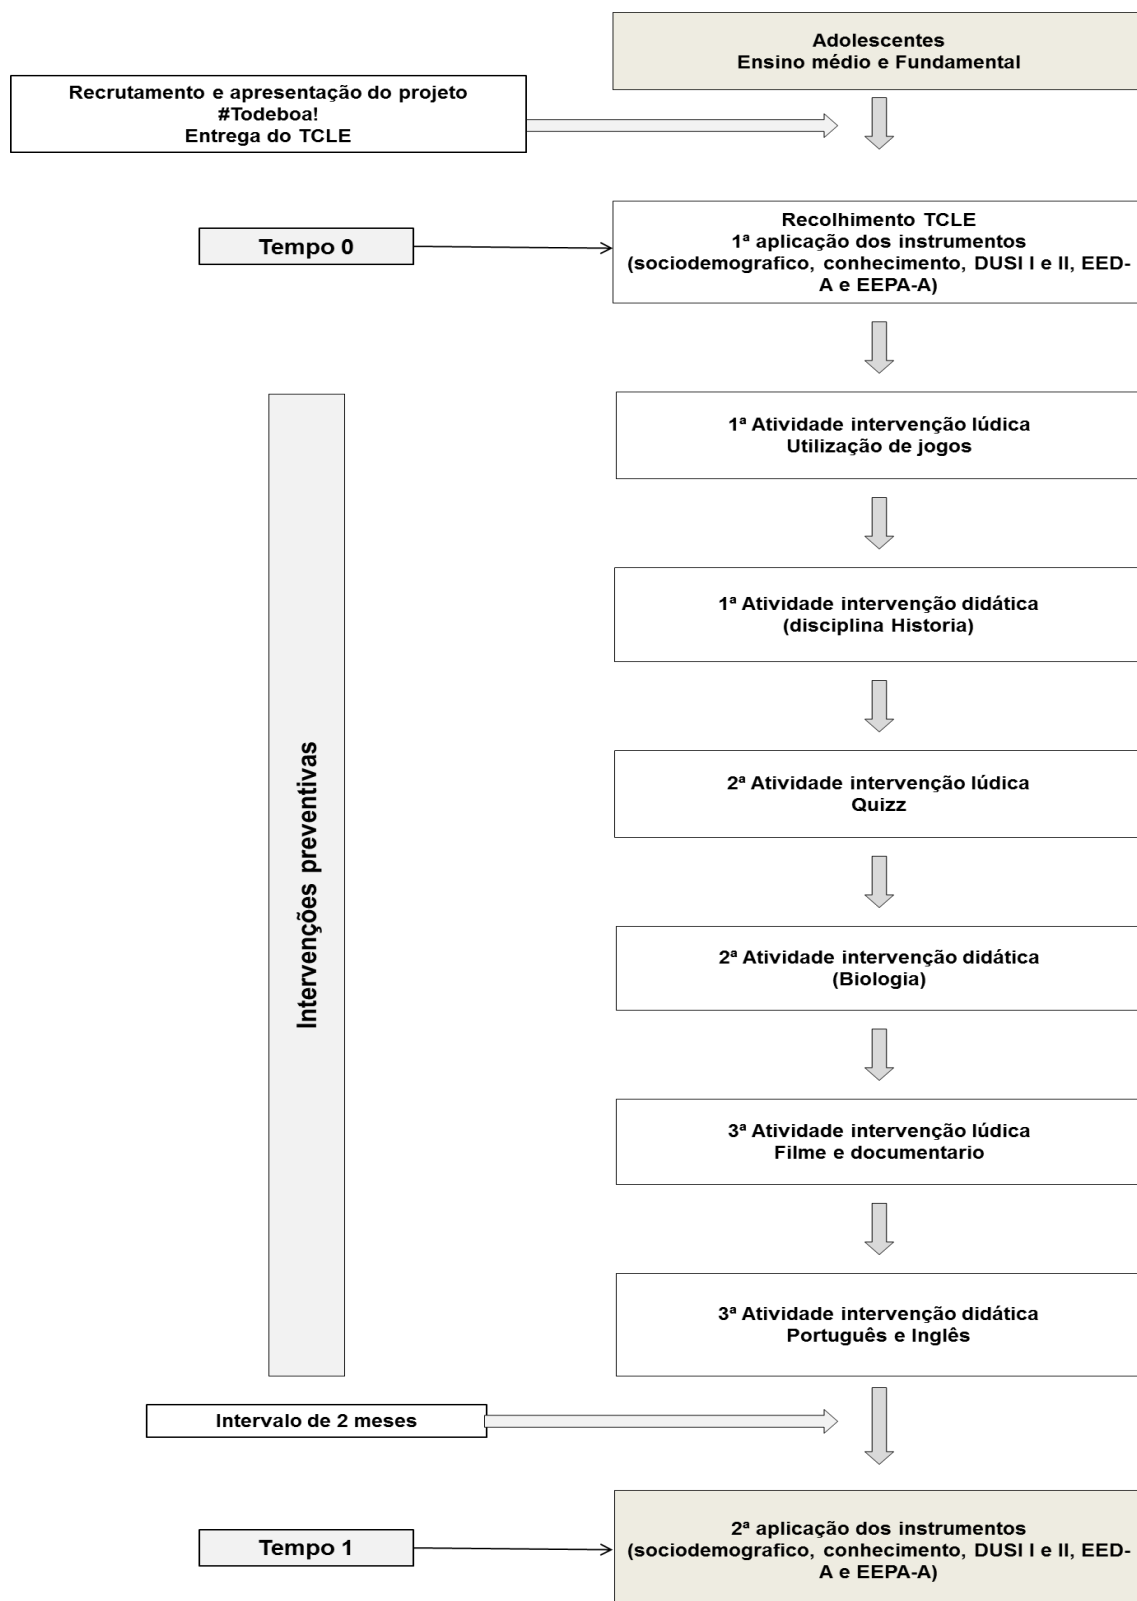 Adolescentes
Ensino médio e Fundamental
Recrutamento e apresentação do projeto
#Todeboa!
Entrega do TCLE
Tempo 0
Recolhimento TCLE
1ª aplicação dos instrumentos
(sociodemografico, conhecimento, DUSI I e II, EED-
A e EEPA-A)
Intervenções preventivas
1ª Atividade intervenção lúdica
Utilização de jogos
1ª Atividade intervenção didática
(disciplina Historia)
2ª Atividade intervenção lúdica
Quizz
2ª Atividade intervenção didática
(Biologia)
3ª Atividade intervenção lúdica
Filme e documentario
3ª Atividade intervenção didática
Português e Inglês
Intervalo de 2 meses
Tempo 1
2ª aplicação dos instrumentos
(sociodemografico, conhecimento, DUSI I e II, EED-
A e EEPA-A)